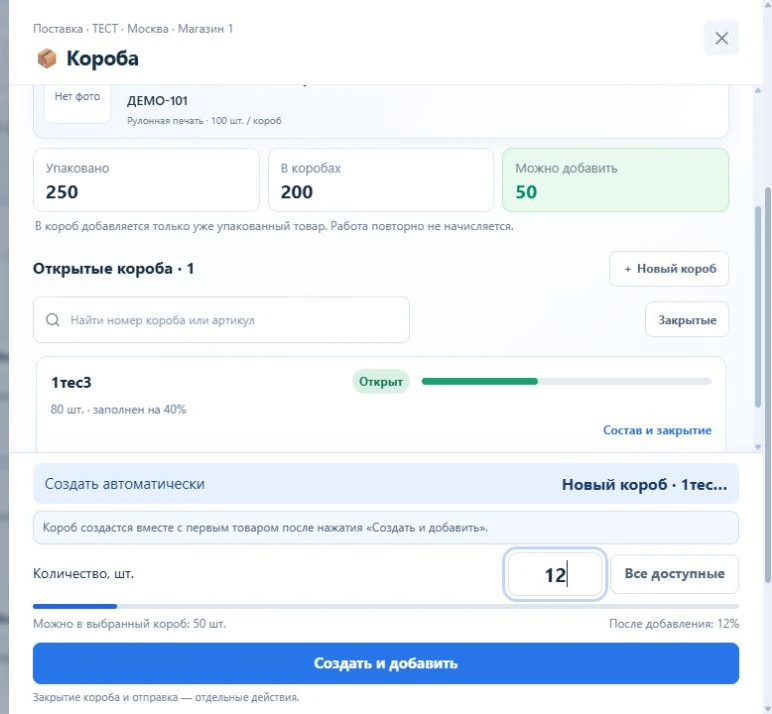 Поставка · ТЕСТ · Москва · Магазин 1
Короба
Нет фото
ДЕМО-101
Рулонная печать · 100 шт. / короб
Упаковано
250
В коробах
200
Можно добавить
50
В короб добавляется только уже упакованный товар. Работа повторно не начисляется.
Открытые короба · 1
+ Новый короб
Найти номер короба или артикул
Закрытые
1тес3
Открыт
80 шт. · заполнен на 40%
Состав и закрытие
Создать автоматически
Новый короб · 1тес...
Короб создастся вместе с первым товаром после нажатия «Создать и добавить».
Количество, шт.
12
Все доступные
Можно в выбранный короб: 50 шт.
После добавления: 12%
Создать и добавить
Закрытие короба и отправка — отдельные действия.